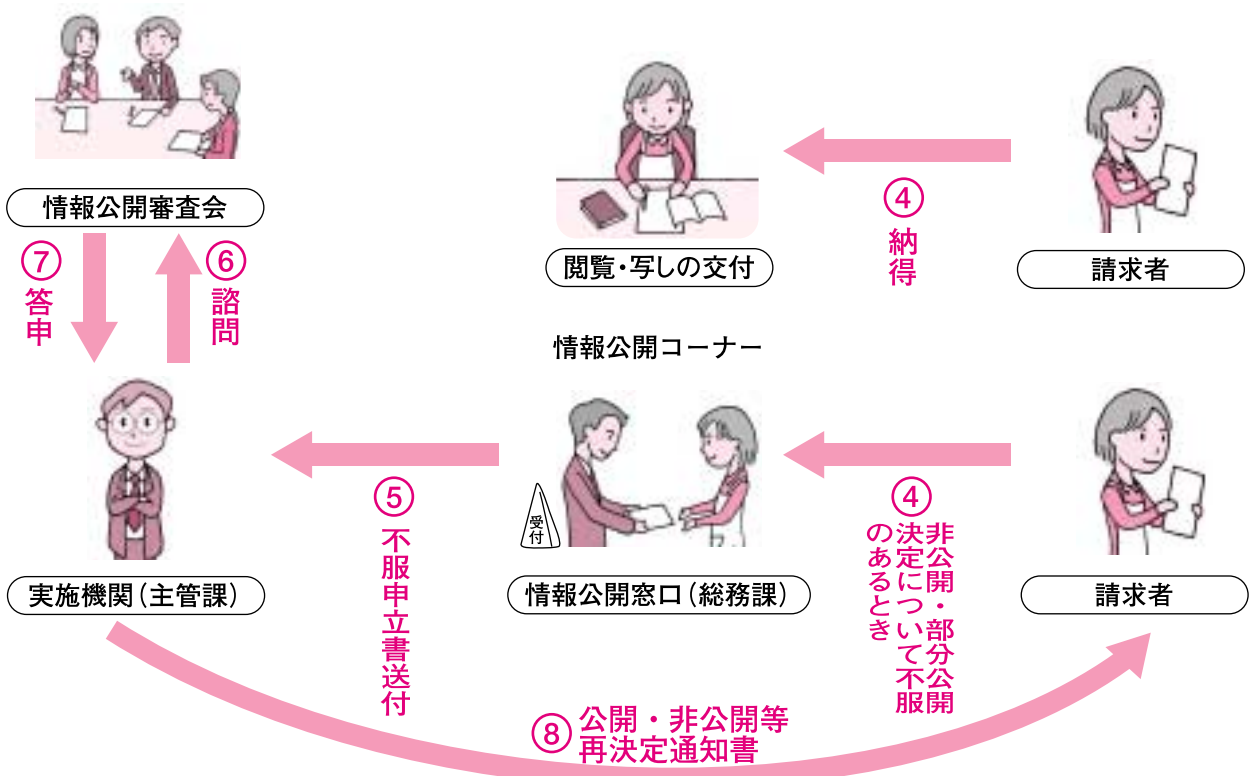 情報公開審査会
⑦
答申
⑥
諮問
閲覧・写しの交付
④
納得
請求者
情報公開コーナー
実施機関(主管課)
⑤
不服申立書送付
受付
情報公開窓口(総務課)
④
非公開・部分公開
決定について不服
のあるとき
請求者
⑧
公開・非公開等
再決定通知書